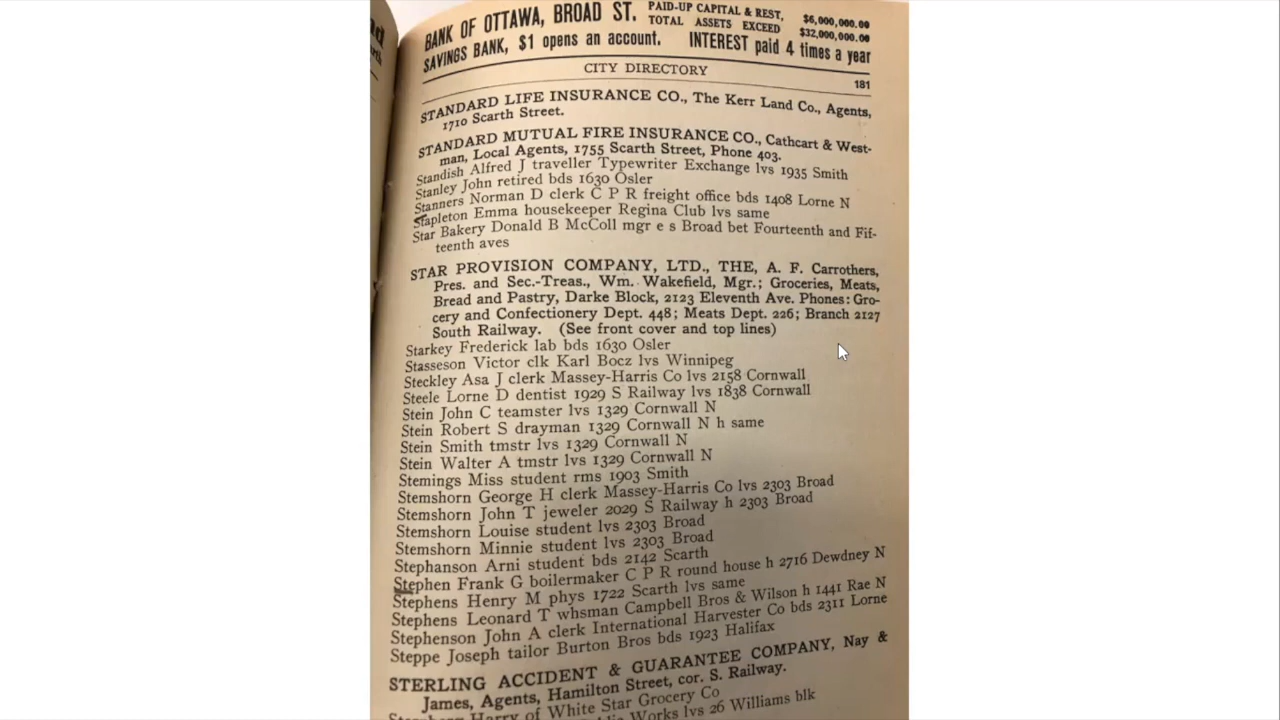 nd
rth
BANK OF OTTAWA, BROAD ST. PAID-UP CAPITAL & REST, $6,000,000.00
TOTAL ASSETS EXCEED $32,000,000.00
SAVINGS BANK, $1 opens an account. INTEREST paid 4 times a year
CITY DIRECTORY 181
STANDARD LIFE INSURANCE CO., The Kerr Land Co., Agents,
1710 Scarth Street.
STANDARD MUTUAL FIRE INSURANCE CO., Cathcart & West-
man, Local Agents, 1755 Scarth Street, Phone 403.
Standish Alfred J traveller Typewriter Exchange lvs 1935 Smith
Stanley John retired bds 1630 Osler
Stanners Norman D clerk C P R freight office bds 1408 Lorne N
Stapleton Emma housekeeper Regina Club lvs same
Star Bakery Donald B McColl mgr e s Broad bet Fourteenth and Fif-
teenth aves
STAR PROVISION COMPANY, LTD., THE, A. F. Carrothers,
Pres. and Sec.-Treas., Wm. Wakefield, Mgr.; Groceries, Meats,
Bread and Pastry, Darke Block, 2123 Eleventh Ave. Phones: Gro-
cery and Confectionery Dept. 448; Meats Dept. 226; Branch 2127
South Railway. (See front cover and top lines)
Starkey Frederick lab bds 1630 Osler
Stasseson Victor clk Karl Bocz lvs Winnipeg
Steckley Asa J clerk Massey-Harris Co lvs 2158 Cornwall
Steele Lorne D dentist 1929 S Railway lvs 1838 Cornwall
Stein John C teamster lvs 1329 Cornwall N
Stein Robert S drayman 1329 Cornwall N h same
Stein Smith tmstr lvs 1329 Cornwall N
Stein Walter A tmstr lvs 1329 Cornwall N
Stemings Miss student rms 1903 Smith
Stemshorn George H clerk Massey-Harris Co lvs 2303 Broad
Stemshorn John T jeweler 2029 S Railway h 2303 Broad
Stemshorn Louise student lvs 2303 Broad
Stemshorn Minnie student lvs 2303 Broad
Stephanson Arni student bds 2142 Scarth
Stephen Frank G boilermaker C P R round house h 2716 Dewdney N
Stephens Henry M phys 1722 Scarth lvs same
Stephens Leonard T whsman Campbell Bros & Wilson h 1441 Rae N
Stephenson John A clerk International Harvester Co bds 2311 Lorne
Steppe Joseph tailor Burton Bros bds 1923 Halifax
STERLING ACCIDENT & GUARANTEE COMPANY, Nay &
James, Agents, Hamilton Street, cor. S. Railway.
Harry of White Star Grocery Co
Works lvs 26 Williams blk